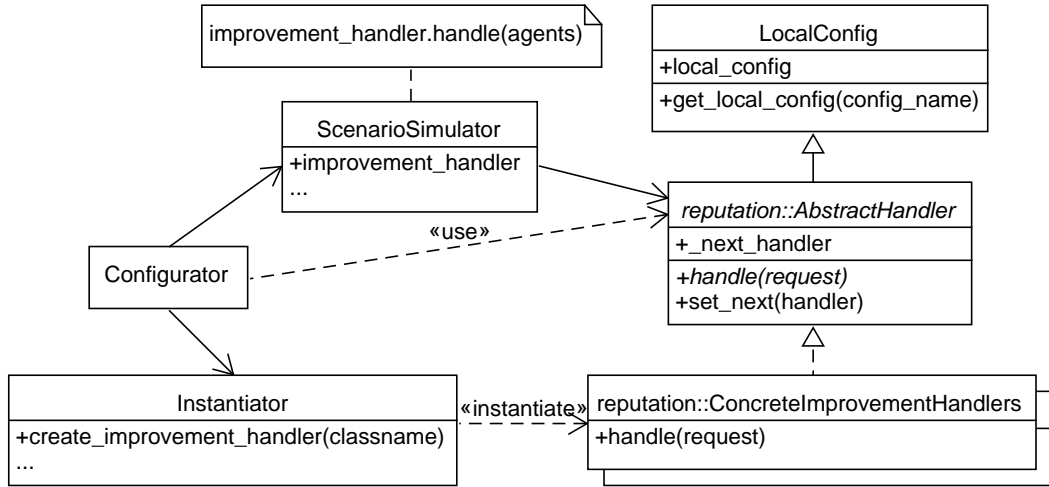 improvement_handler.handle(agents)
LocalConfig
+local_config
+get_local_config(config_name)
ScenarioSimulator
+improvement_handler
...
reputation::AbstractHandler
+_next_handler
+handle(request)
+set_next(handler)
«use»
Configurator
Instantiator
+create_improvement_handler(classname)
...
«instantiate»
reputation::ConcreteImprovementHandlers
+handle(request)